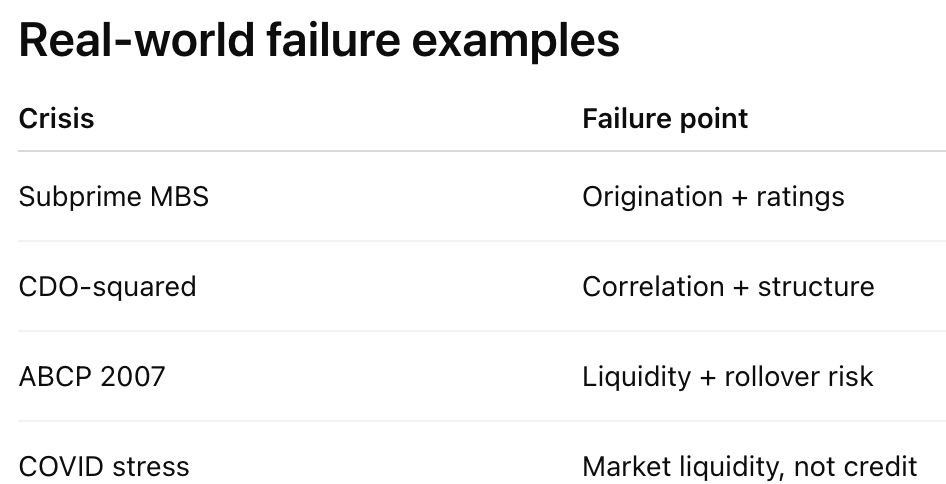 Real-world failure examples
Crisis Failure point
Subprime MBS Origination + ratings
CDO-squared Correlation + structure
ABCP 2007 Liquidity + rollover risk
COVID stress Market liquidity, not credit